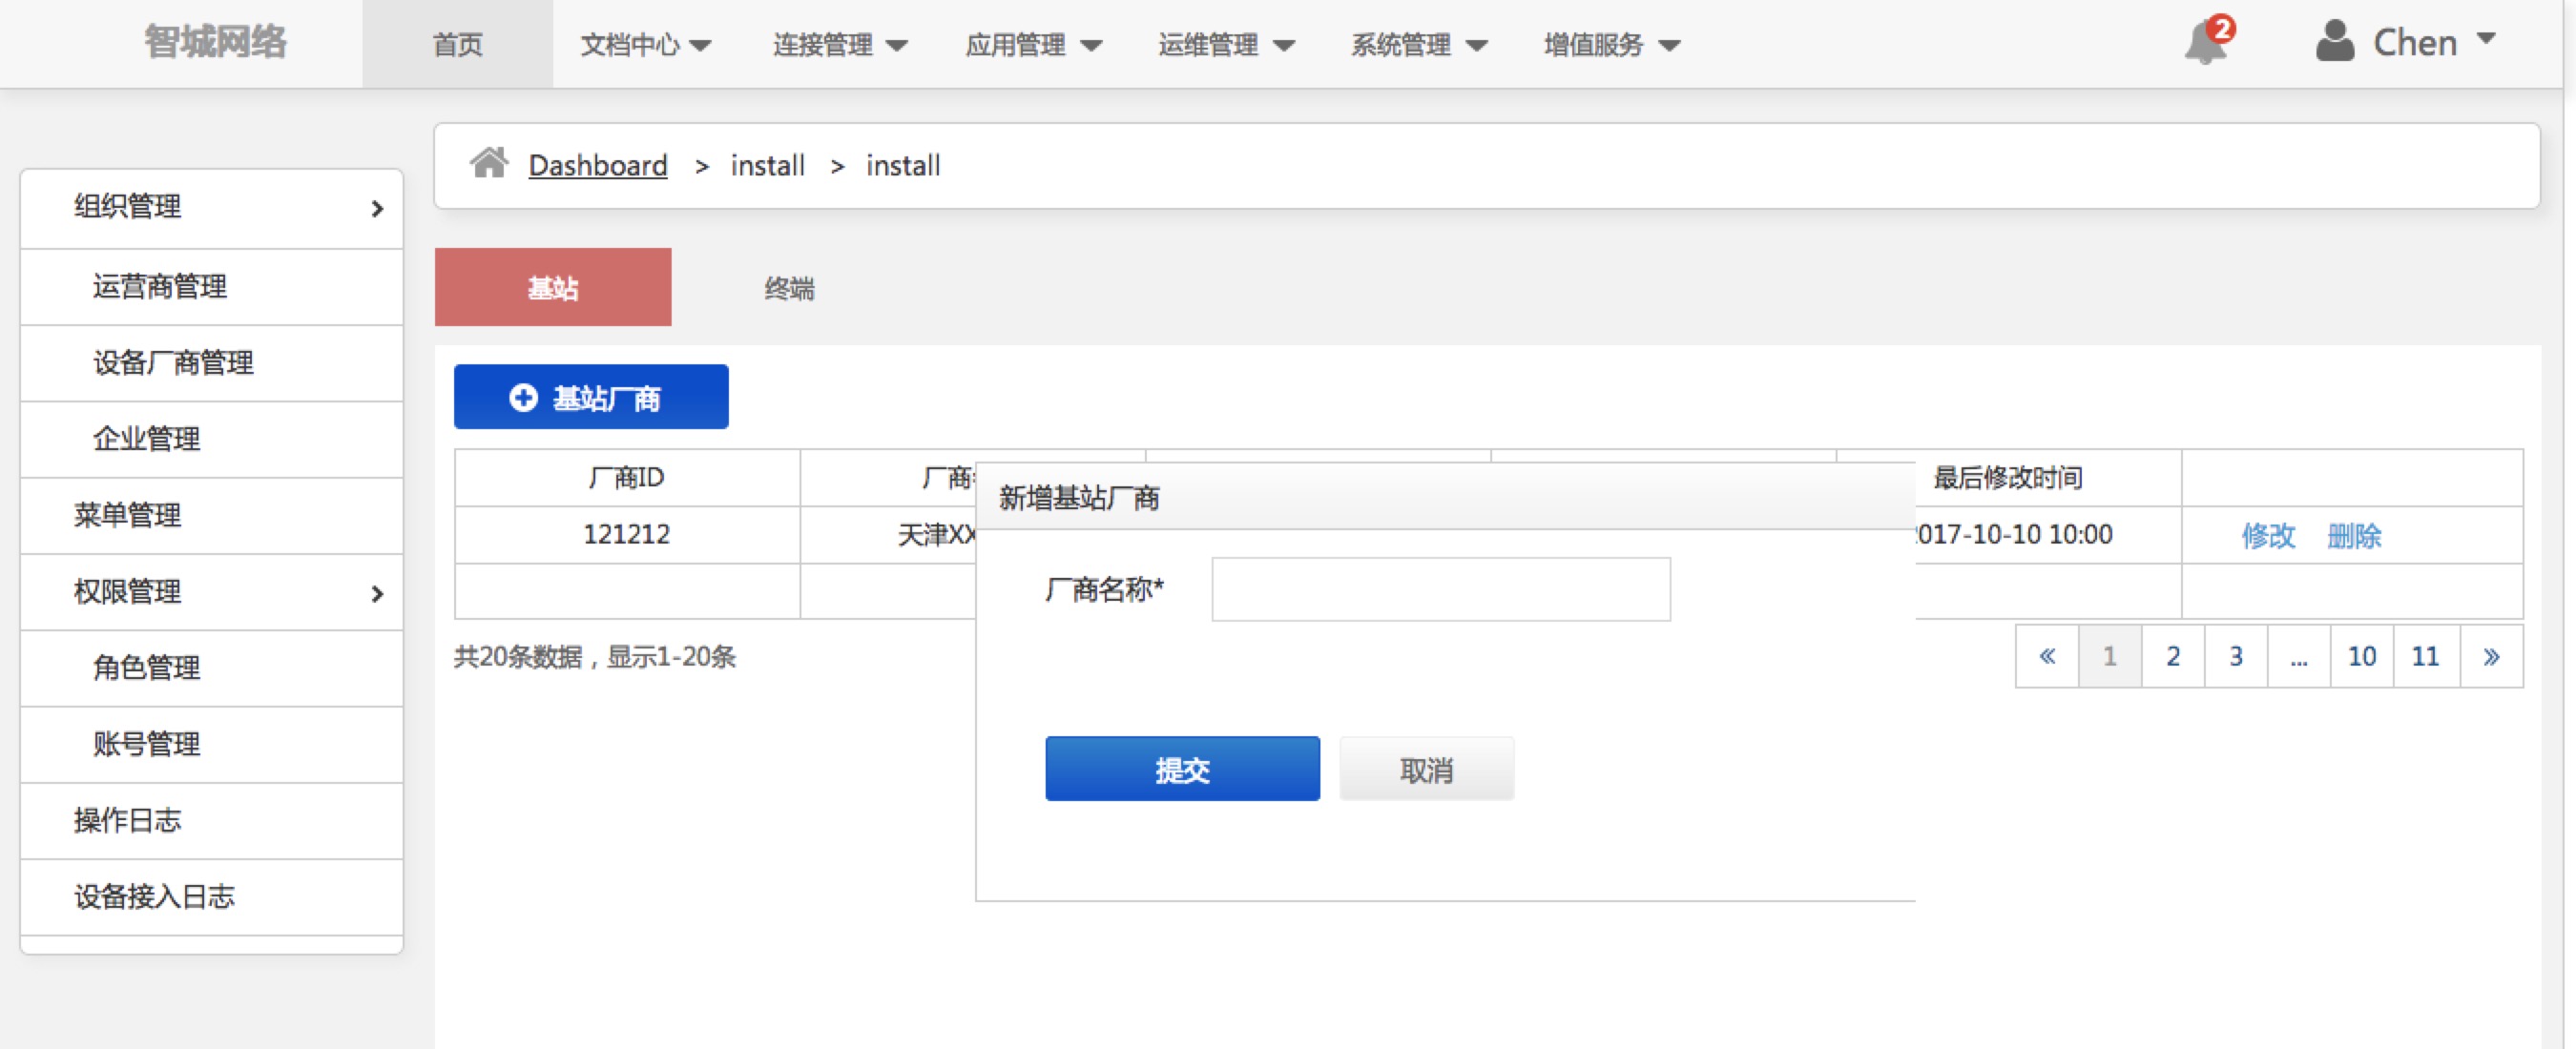 智城网络 首页 文档中心 连接管理 应用管理 运维管理 系统管理 增值服务 2 Chen
Dashboard > install > install
组织管理
运营商管理
设备厂商管理
企业管理
菜单管理
权限管理
角色管理
账号管理
操作日志
设备接入日志
基站 终端
基站厂商
厂商ID 厂商 最后修改时间
121212 天津XX 017-10-10 10:00 修改 删除
共20条数据，显示1-20条
« 1 2 3 ... 10 11 »
新增基站厂商
厂商名称*
提交 取消